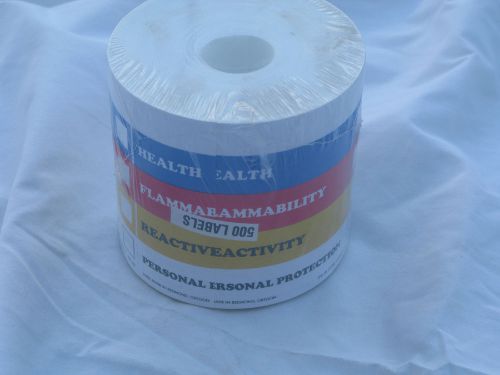 HEALTH EALTH
FLAMMABAMMABILITY
500 LABELS
REACTIVEACTIVITY
PERSONAL ERSONAL PROTECTION